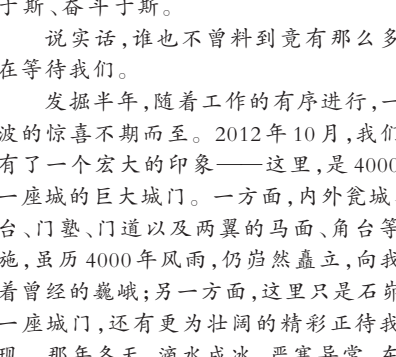 于斯、奋斗于斯。
说实话,谁也不曾料到竟有那么多
在等待我们。
发掘半年,随着工作的有序进行,一
波的惊喜不期而至。2012年10月,我们
有了一个宏大的印象——这里,是4000
一座城的巨大城门。一方面,内外瓮城、
台、门塾、门道以及两翼的马面、角台等
施,虽历4000年风雨,仍岿然矗立,向我
着曾经的巍峨;另一方面,这里只是石峁
一座城门,还有更为壮阔的精彩正待我
现。那年冬天,滴水成冰,严寒异常,在